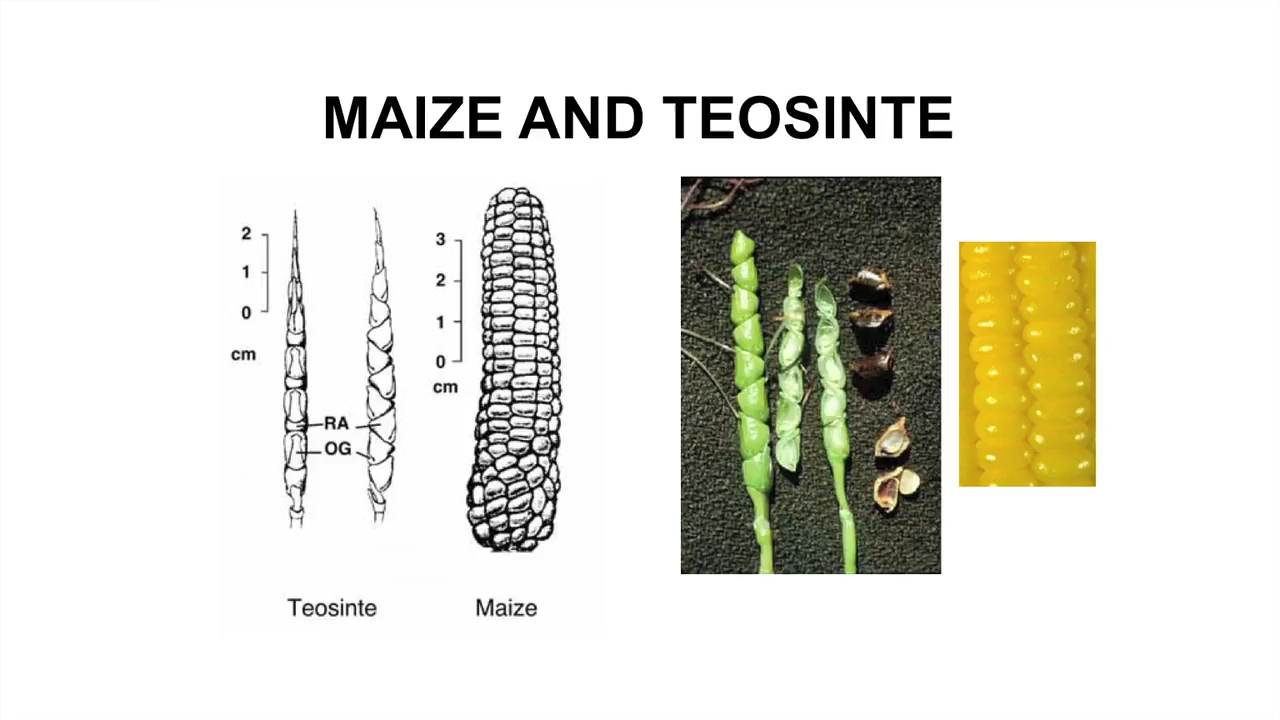 MAIZE AND TEOSINTE
2
1
0
cm
RA
OG
3
2
1
0
cm
Teosinte
Maize